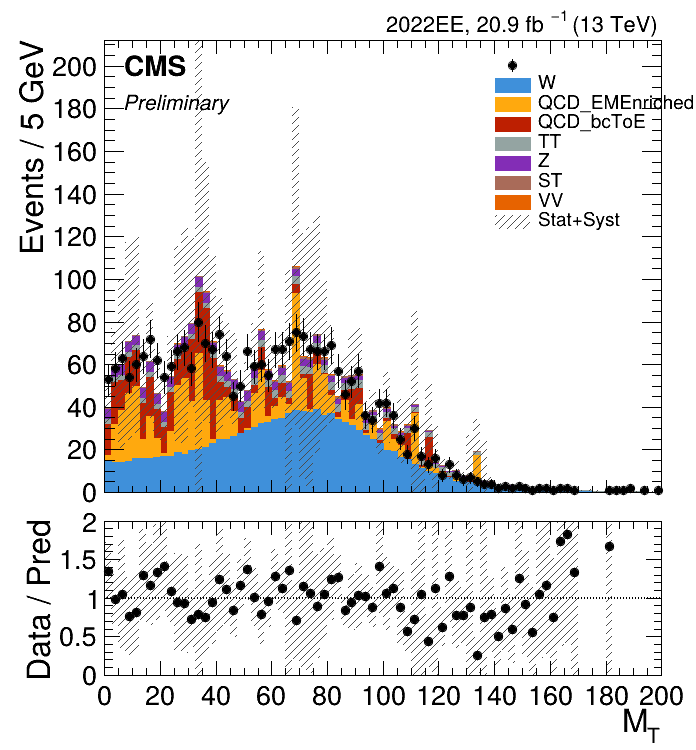 2022EE, 20.9 fb⁻¹ (13 TeV)
CMS
Preliminary
W
QCD_EMEnriched
QCD_bcToE
TT
Z
ST
VV
Stat+Syst
Events / 5 GeV
200
180
160
140
120
100
80
60
40
20
0
Data / Pred
2
1.5
1
0.5
0
0 20 40 60 80 100 120 140 160 180 200
M_T